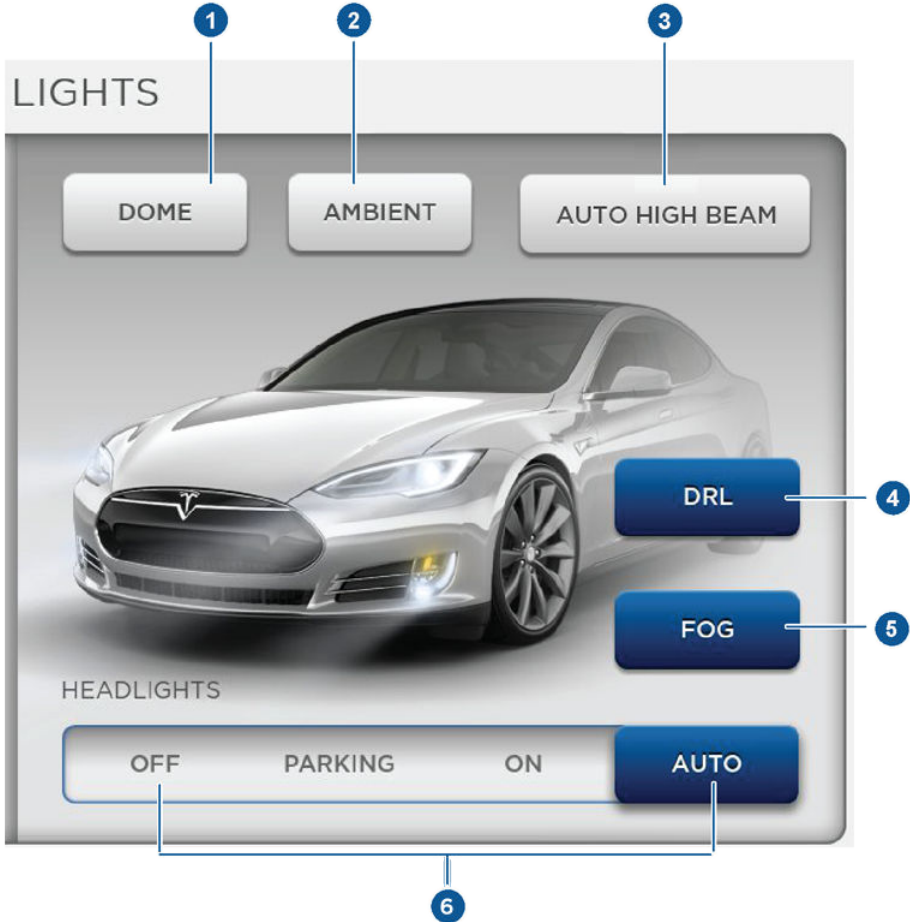 1 2 3
LIGHTS
DOME AMBIENT AUTO HIGH BEAM
DRL 4
FOG 5
HEADLIGHTS
OFF PARKING ON AUTO
6